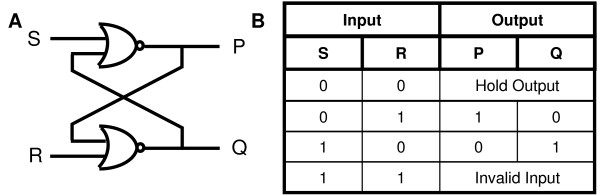 A
S
P
R
Q
B
Input Output
S R P Q
0 0 Hold Output
0 1 1 0
1 0 0 1
1 1 Invalid Input